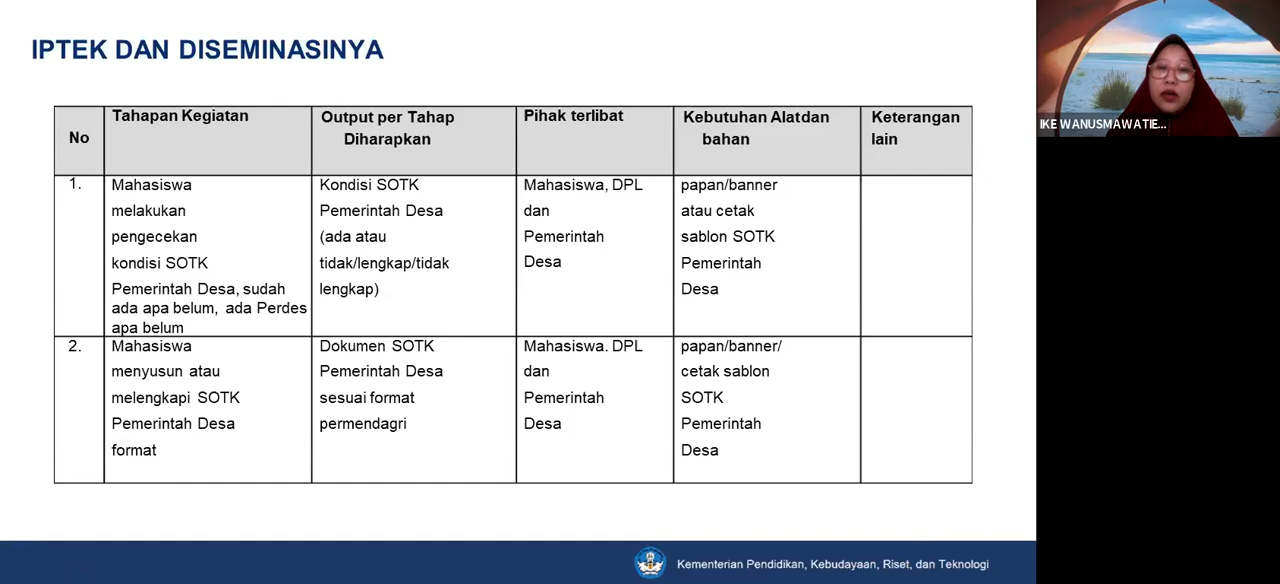 IPTEK DAN DISEMINASINYA
IKE WANUSMAWATIE...
No
Tahapan Kegiatan
Output per Tahap
Diharapkan
Pihak terlibat
Kebutuhan Alatdan
bahan
Keterangan
lain
1.
Mahasiswa
melakukan
pengecekan
kondisi SOTK
Pemerintah Desa, sudah
ada apa belum, ada Perdes
apa belum
Kondisi SOTK
Pemerintah Desa
(ada atau
tidak/lengkap/tidak
lengkap)
Mahasiswa, DPL
dan
Pemerintah
Desa
papan/banner
atau cetak
sablon SOTK
Pemerintah
Desa
2.
Mahasiswa
menyusun atau
melengkapi SOTK
Pemerintah Desa
format
Dokumen SOTK
Pemerintah Desa
sesuai format
permendagri
Mahasiswa. DPL
dan
Pemerintah
Desa
papan/banner/
cetak sablon
SOTK
Pemerintah
Desa
Kementerian Pendidikan, Kebudayaan, Riset, dan Teknologi